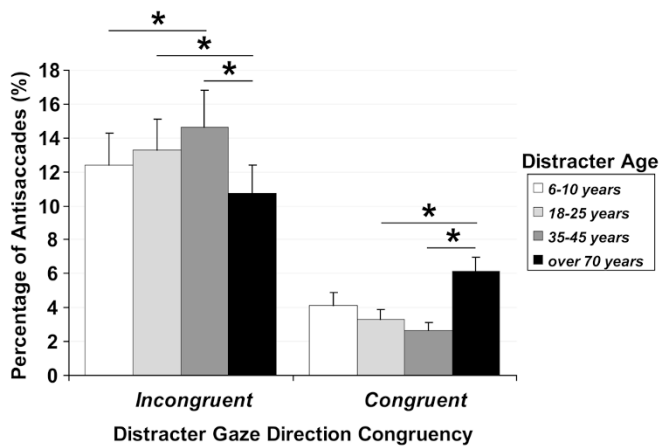 * * *
Percentage of Antisaccades (%)
18
16
14
12
10
8
6
4
2
0
* *
Incongruent
Congruent
Distracter Gaze Direction Congruency
Distracter Age
6-10 years
18-25 years
35-45 years
over 70 years